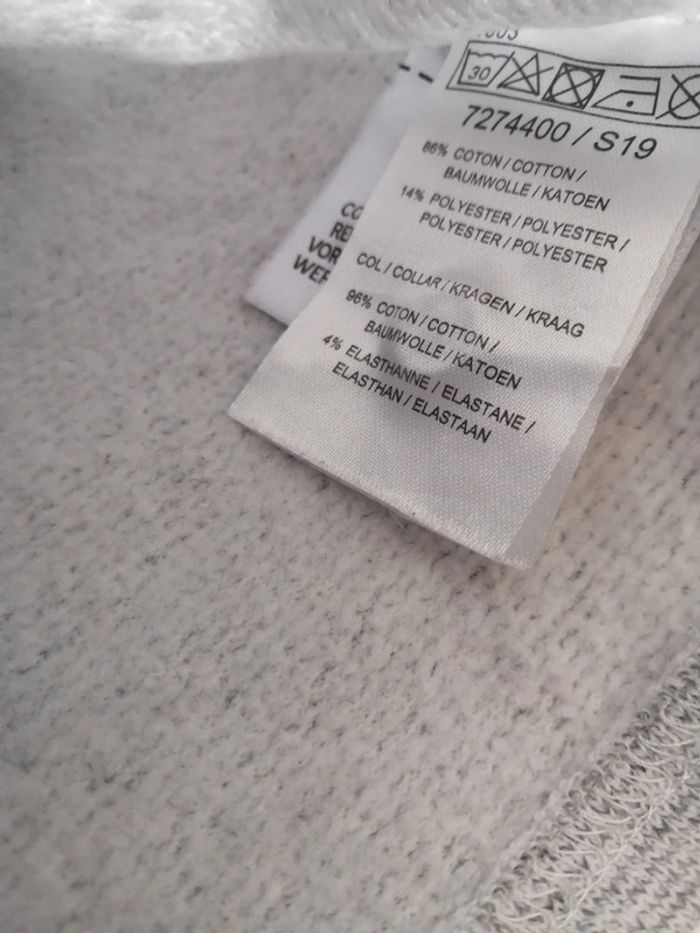 30
7274400 / S19
86% COTON / COTTON /
BAUMWOLLE / KATOEN
14% POLYESTER / POLYESTER /
POLYESTER / POLYESTER
COL / COLLAR / KRAGEN / KRAAG
96% COTON / COTTON /
BAUMWOLLE / KATOEN
4% ELASTHANNE / ELASTANE /
ELASTHAN / ELASTAAN